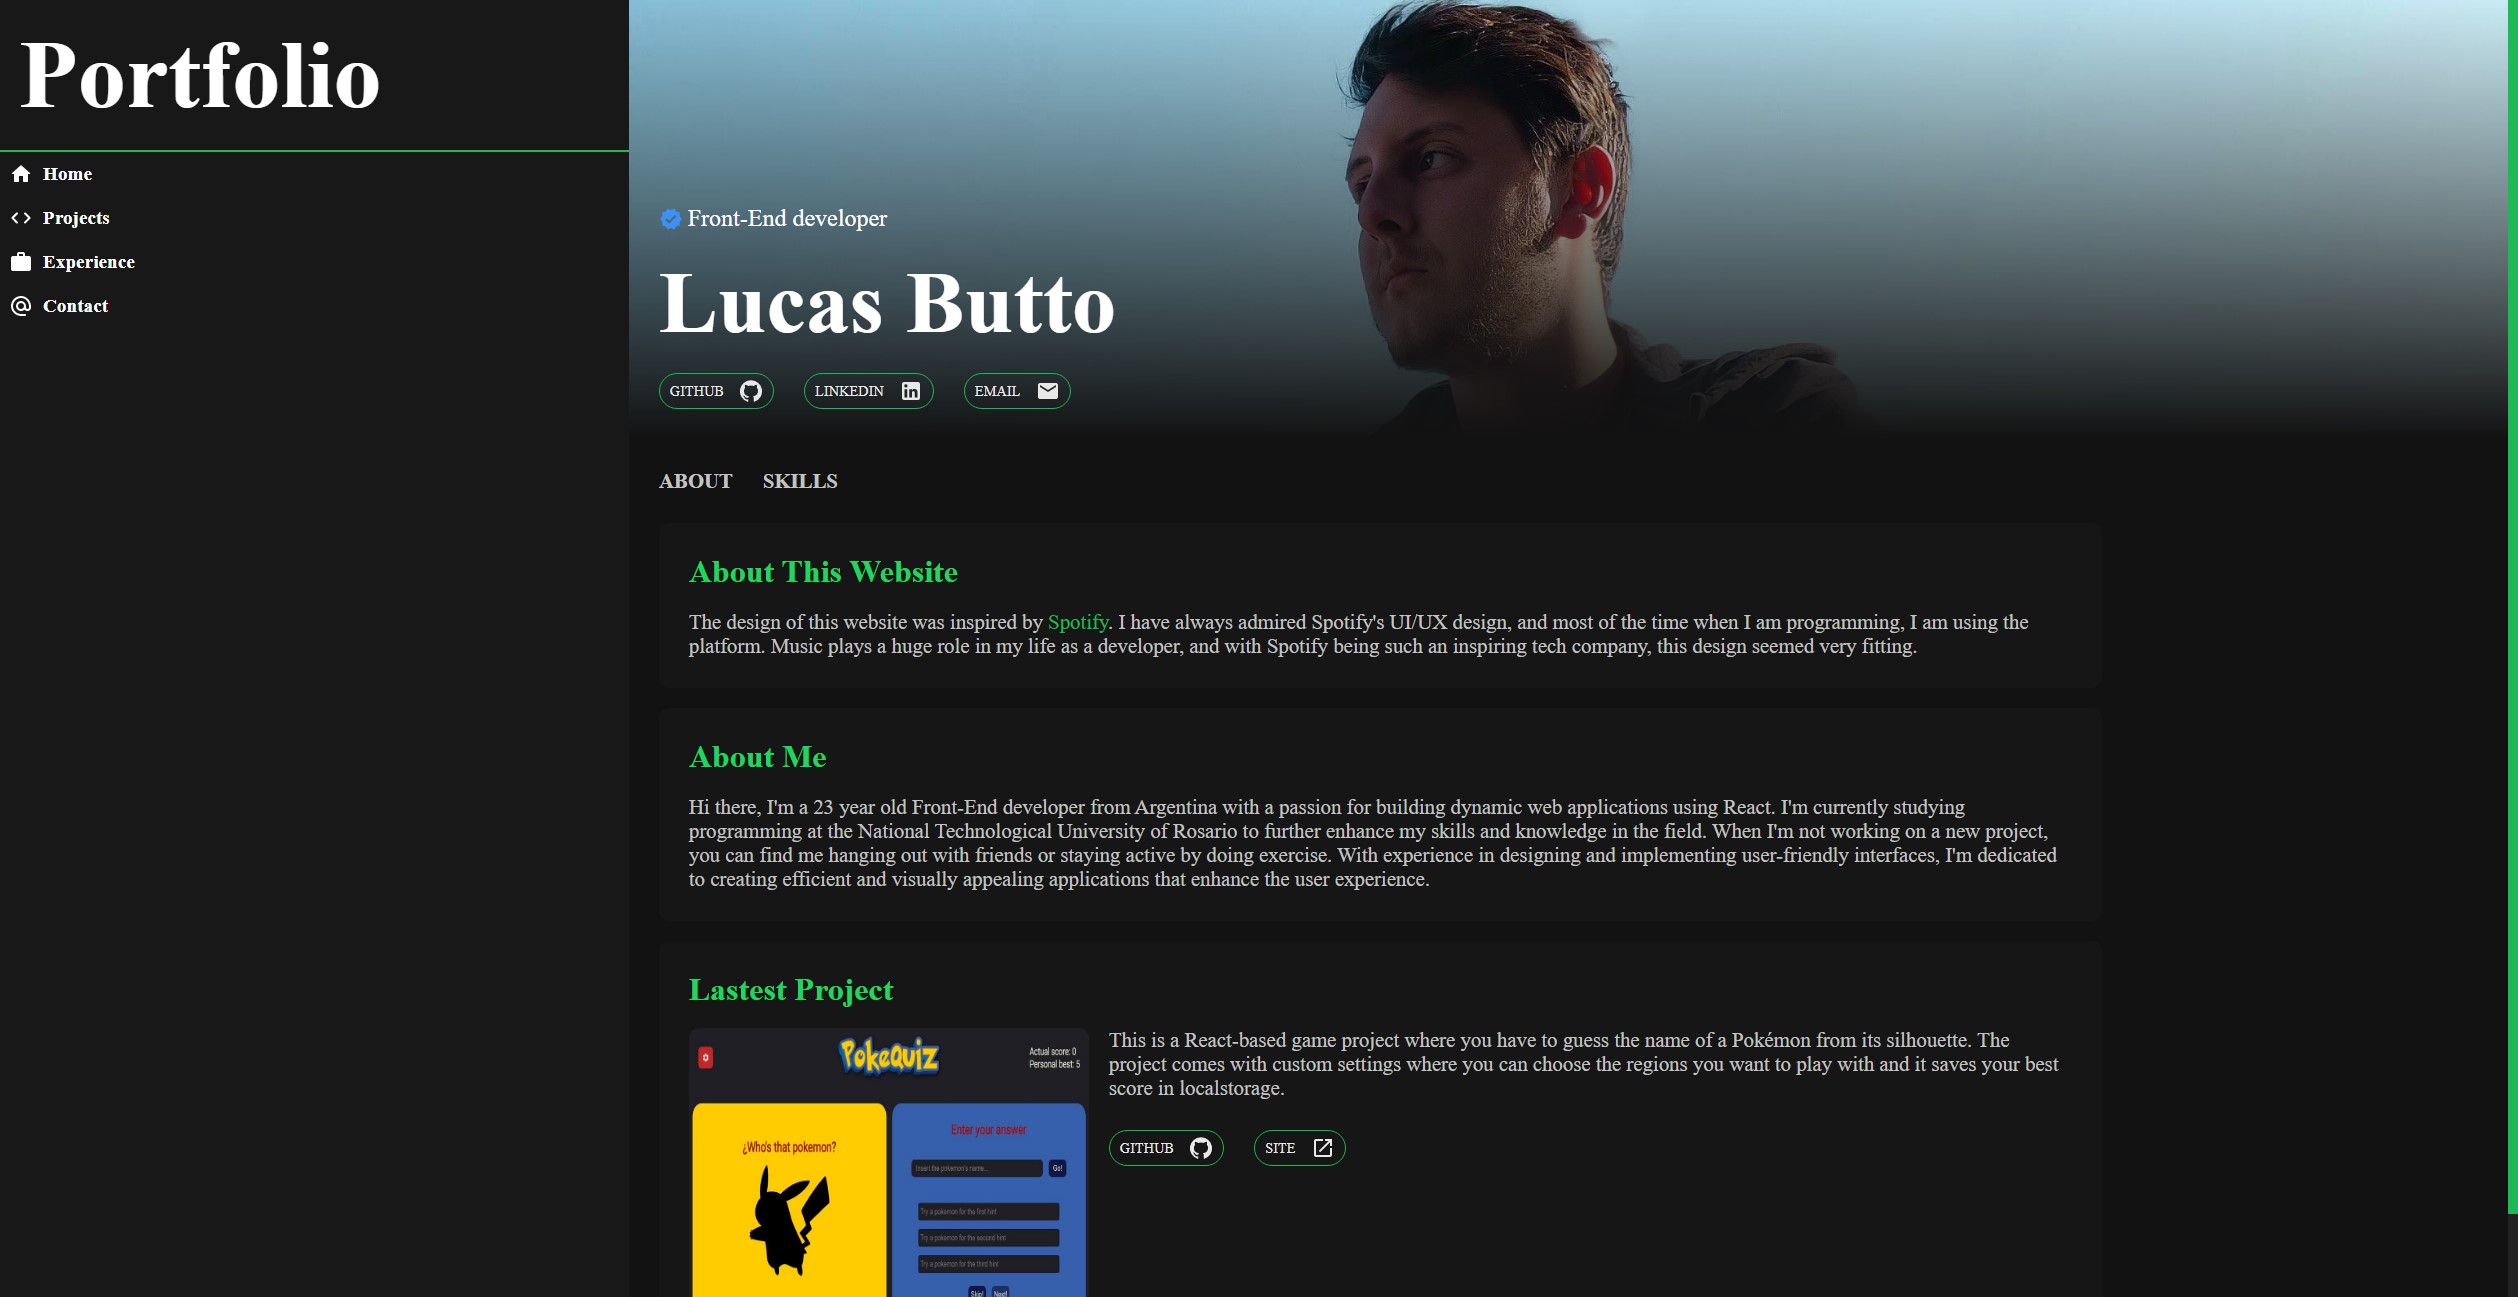 Portfolio
Home
Projects
Experience
Contact
Front-End developer
Lucas Butto
GITHUB
LINKEDIN
EMAIL
ABOUT SKILLS
About This Website
The design of this website was inspired by Spotify. I have always admired Spotify's UI/UX design, and most of the time when I am programming, I am using the
platform. Music plays a huge role in my life as a developer, and with Spotify being such an inspiring tech company, this design seemed very fitting.
About Me
Hi there, I'm a 23 year old Front-End developer from Argentina with a passion for building dynamic web applications using React. I'm currently studying
programming at the National Technological University of Rosario to further enhance my skills and knowledge in the field. When I'm not working on a new project,
you can find me hanging out with friends or staying active by doing exercise. With experience in designing and implementing user-friendly interfaces, I'm dedicated
to creating efficient and visually appealing applications that enhance the user experience.
Lastest Project
PokeQuiz
Actual score: 0
Personal best: 5
¿Who's that pokemon?
Enter your answer
Insert the pokemon's name...
Go!
Try a pokemon for the first hint
Try a pokemon for the second hint
Try a pokemon for the third hint
Skip! Next!
This is a React-based game project where you have to guess the name of a Pokémon from its silhouette. The
project comes with custom settings where you can choose the regions you want to play with and it saves your best
score in localstorage.
GITHUB
SITE